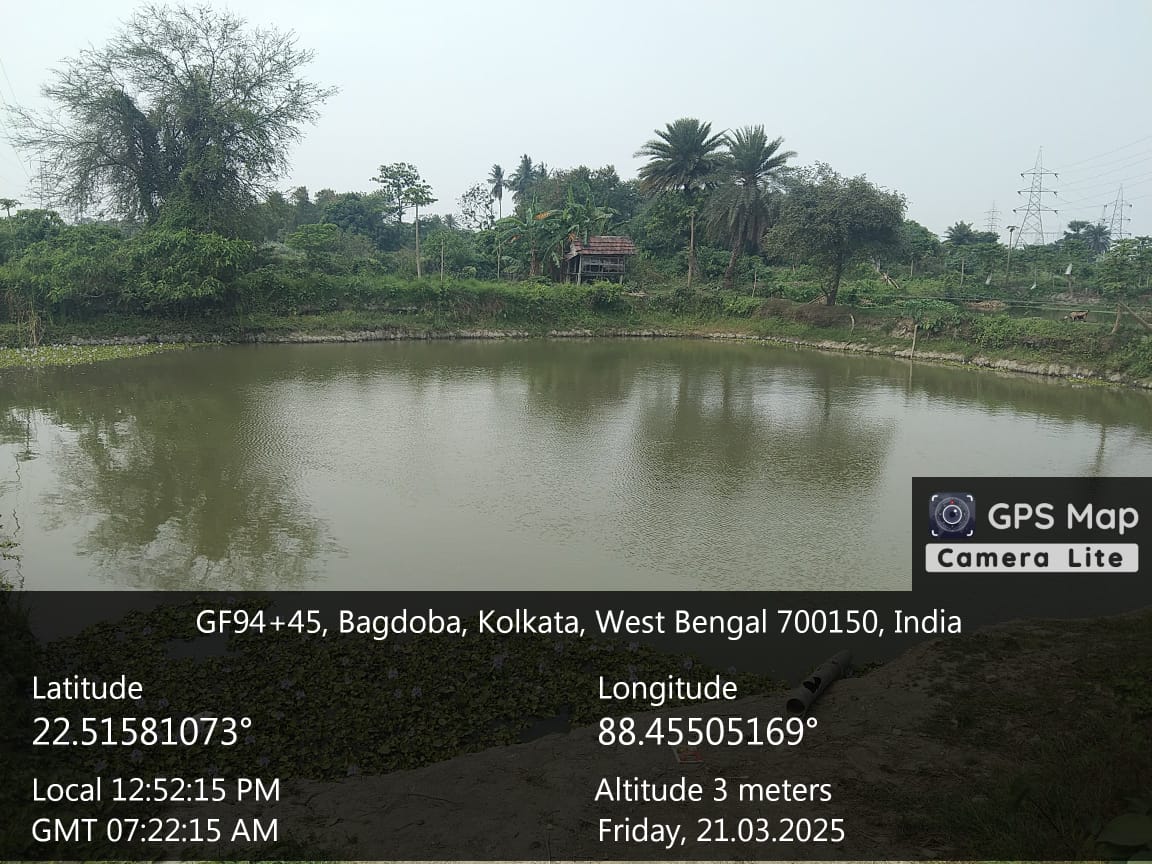 GPS Map
Camera Lite
GF94+45, Bagdoba, Kolkata, West Bengal 700150, India
Latitude
22.51581073°
Longitude
88.45505169°
Local 12:52:15 PM
GMT 07:22:15 AM
Altitude 3 meters
Friday, 21.03.2025